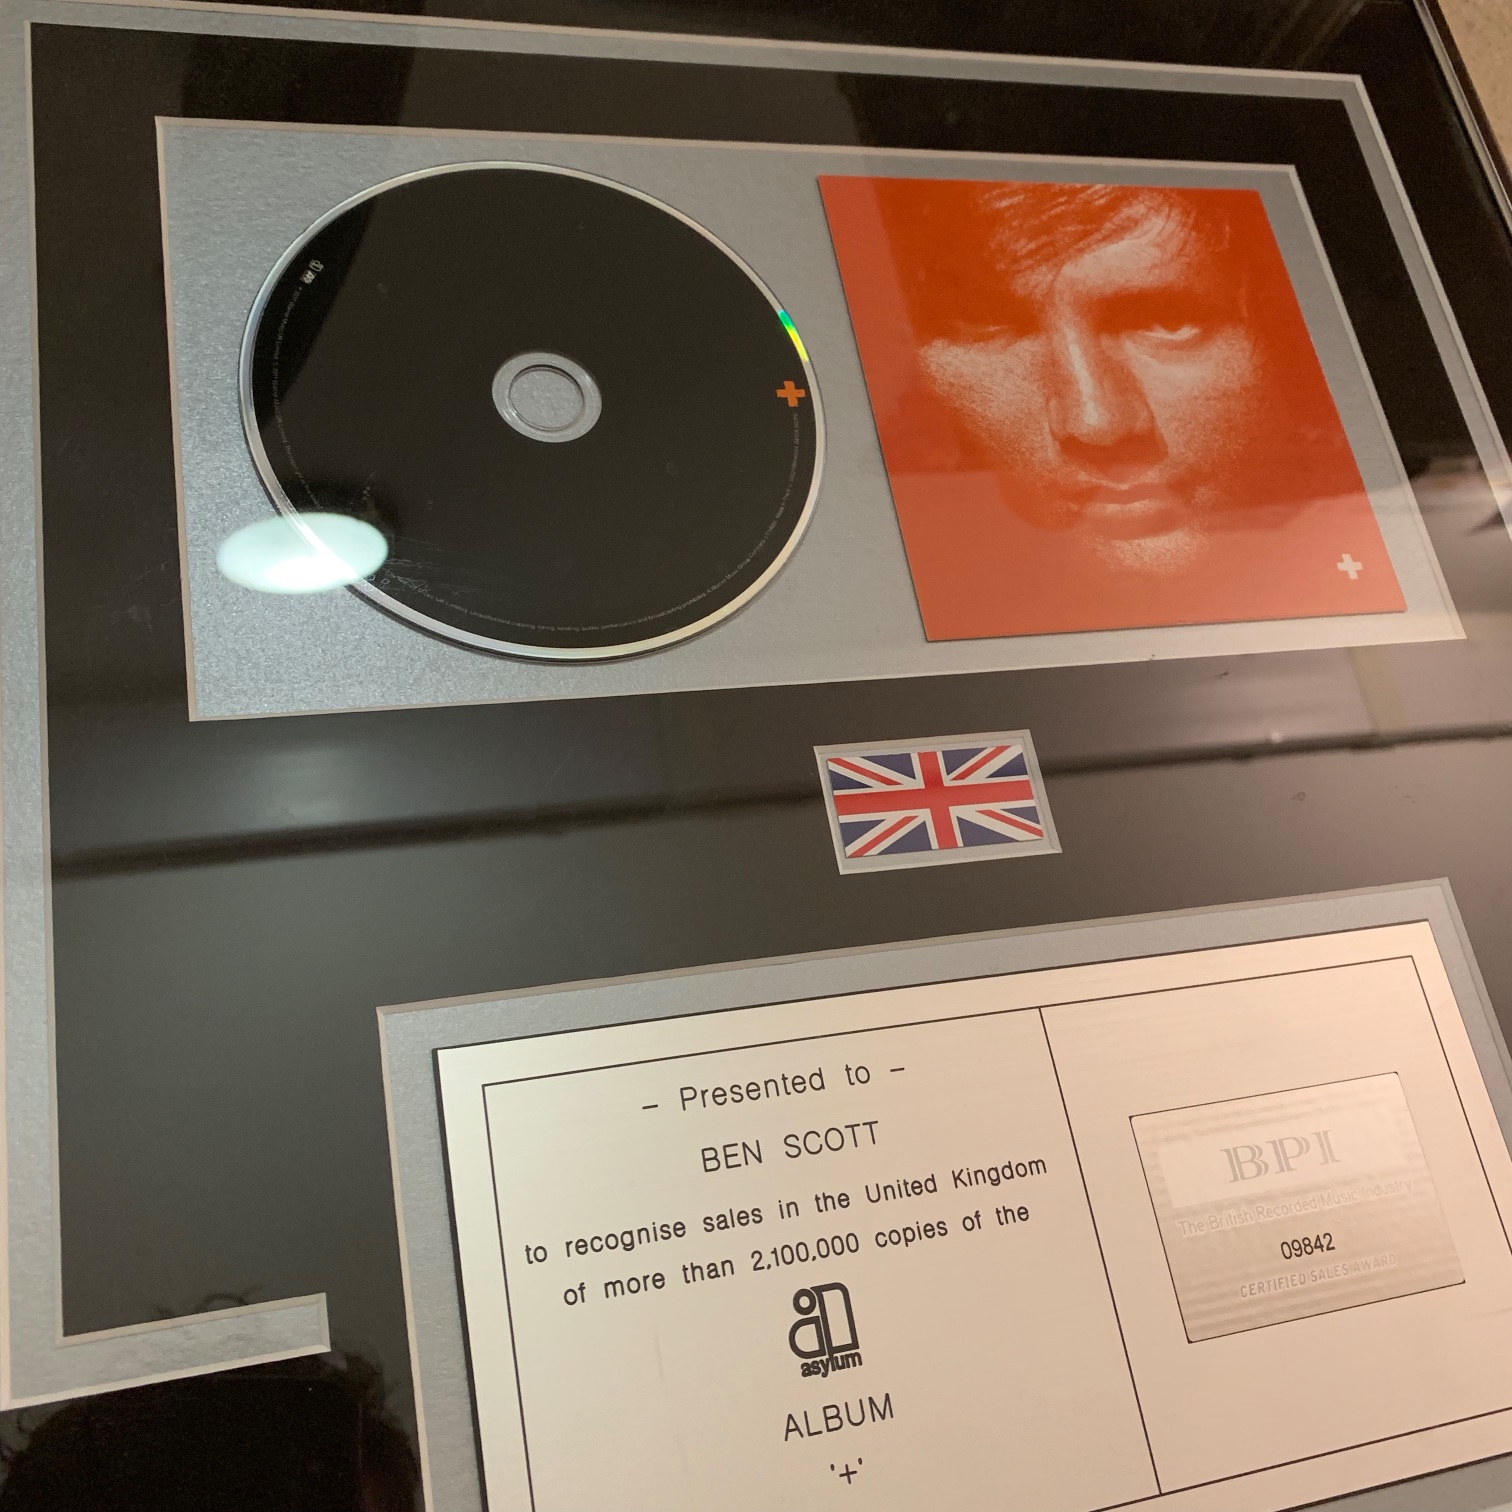 – Presented to –
BEN SCOTT
to recognise sales in the United Kingdom
of more than 2,100,000 copies of the
asylum
ALBUM
'+'
BPI
The British Recorded Music Industry
09842
CERTIFIED SALES AWARD